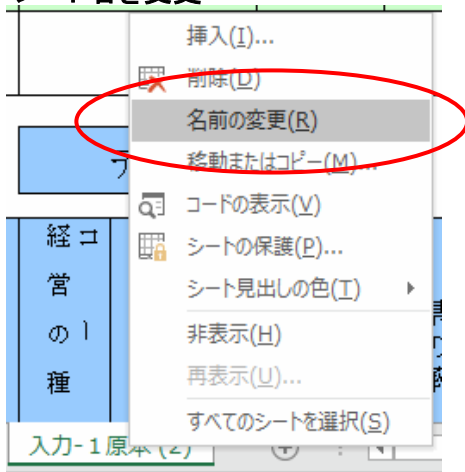 挿入(I)...
削除(D)
名前の変更(R)
移動またはコピー(M)...
コードの表示(V)
シートの保護(P)...
シート見出しの色(T)
非表示(H)
再表示(U)...
すべてのシートを選択(S)
経 コ
営
の ー
種
入力-1原本 (2)